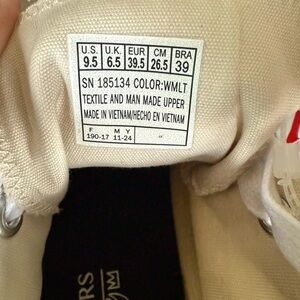 U.S. U.K. EUR CM BRA
9.5 6.5 39.5 26.5 39
SN 185134 COLOR:WMLT
TEXTILE AND MAN MADE UPPER
MADE IN VIETNAM/HECHO EN VIETNAM
F M Y
190-17 11-24